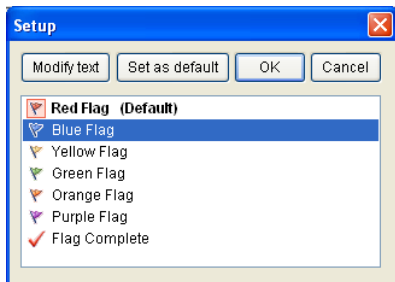 Setup
Modify text Set as default OK Cancel
Red Flag (Default)
Blue Flag
Yellow Flag
Green Flag
Orange Flag
Purple Flag
Flag Complete